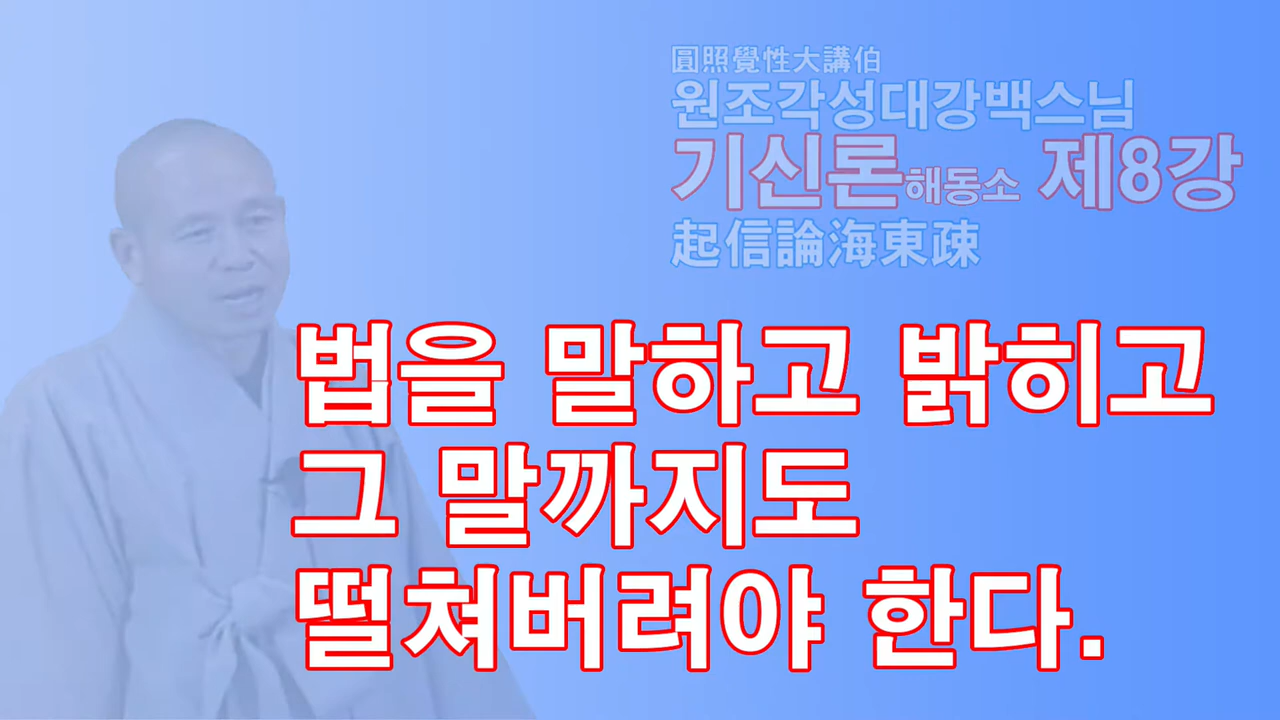 圓照覺性大講伯
원조각성대강백스님
기신론해동소 제8강
起信論海東疎
법을 말하고 밝히고
그 말까지도
떨쳐버려야 한다.